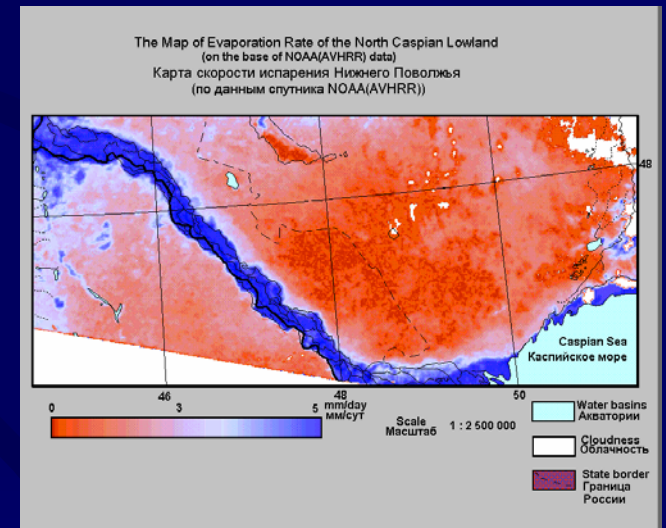 The Map of Evaporation Rate of the North Caspian Lowland
(on the base of NOAA(AVHRR) data)
Карта скорости испарения Нижнего Поволжья
(по данным спутника NOAA(AVHRR))
48
Caspian Sea
Каспийское море
46
48
50
0
3
5
mm/day
мм/сут
Scale
Масштаб
1 : 2 500 000
Water basins
Акватории
Cloudness
Облачность
State border
Граница
России